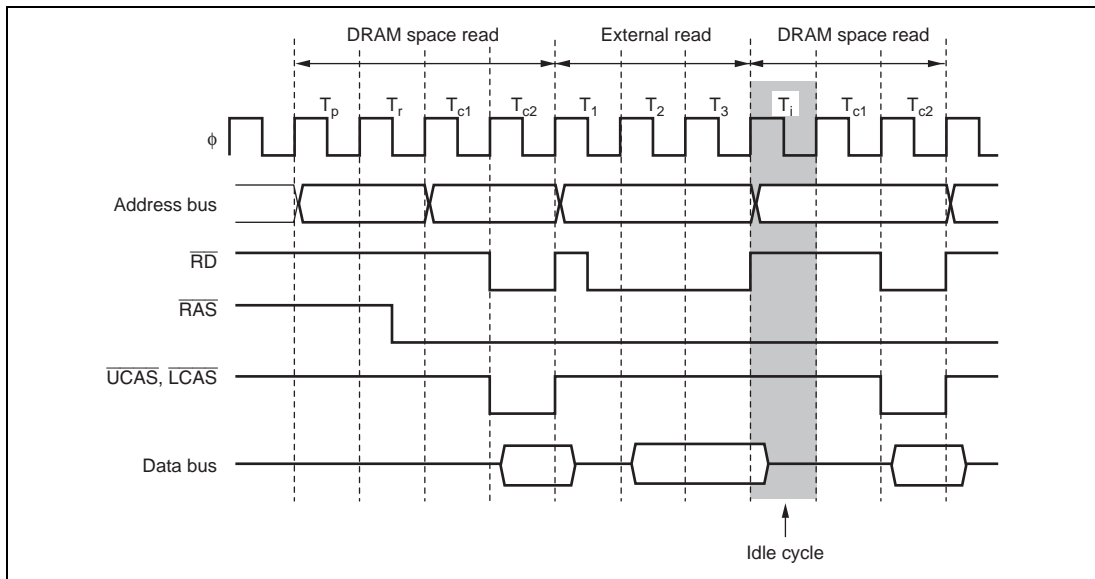 DRAM space read External read DRAM space read
Tp Tr Tc1 Tc2 T1 T2 T3 Ti Tc1 Tc2
ϕ
Address bus
RD
RAS
UCAS, LCAS
Data bus
Idle cycle